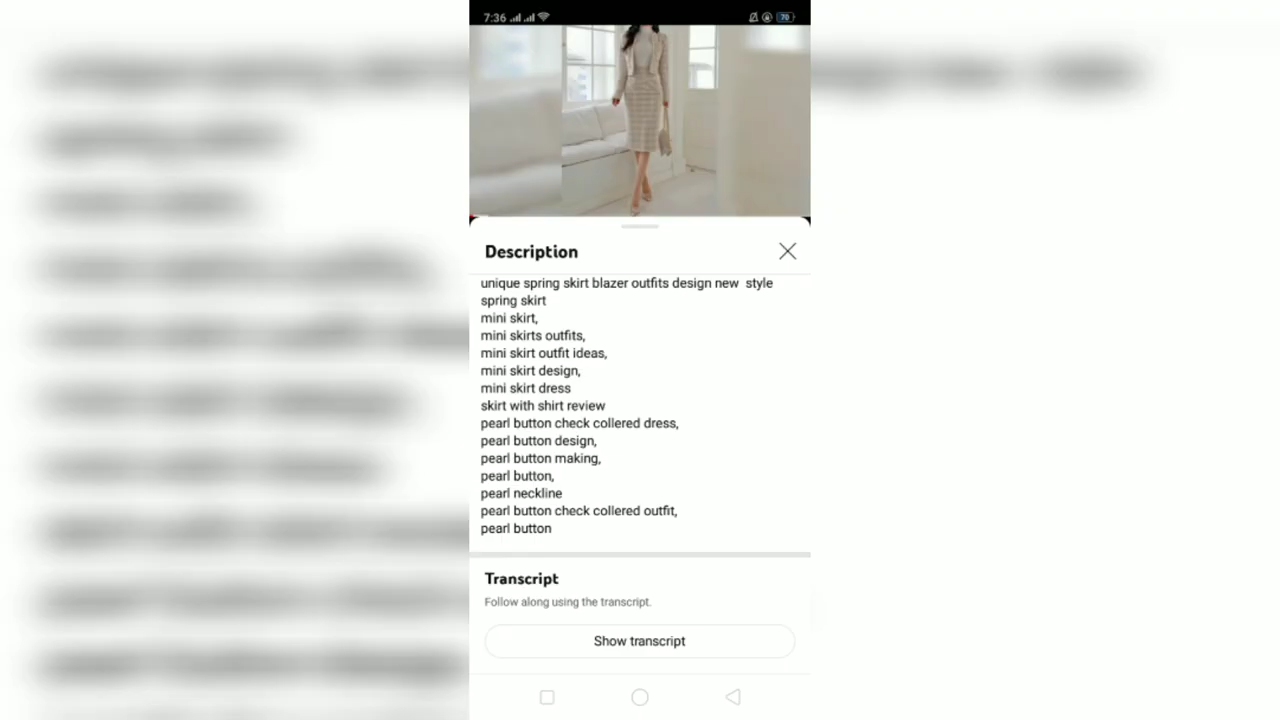 7:36
70
Description
unique spring skirt blazer outfits design new  style
spring skirt
mini skirt,
mini skirts outfits,
mini skirt outfit ideas,
mini skirt design,
mini skirt dress
skirt with shirt review
pearl button check collered dress,
pearl button design,
pearl button making,
pearl button,
pearl neckline
pearl button check collered outfit,
pearl button
Transcript
Follow along using the transcript.
Show transcript